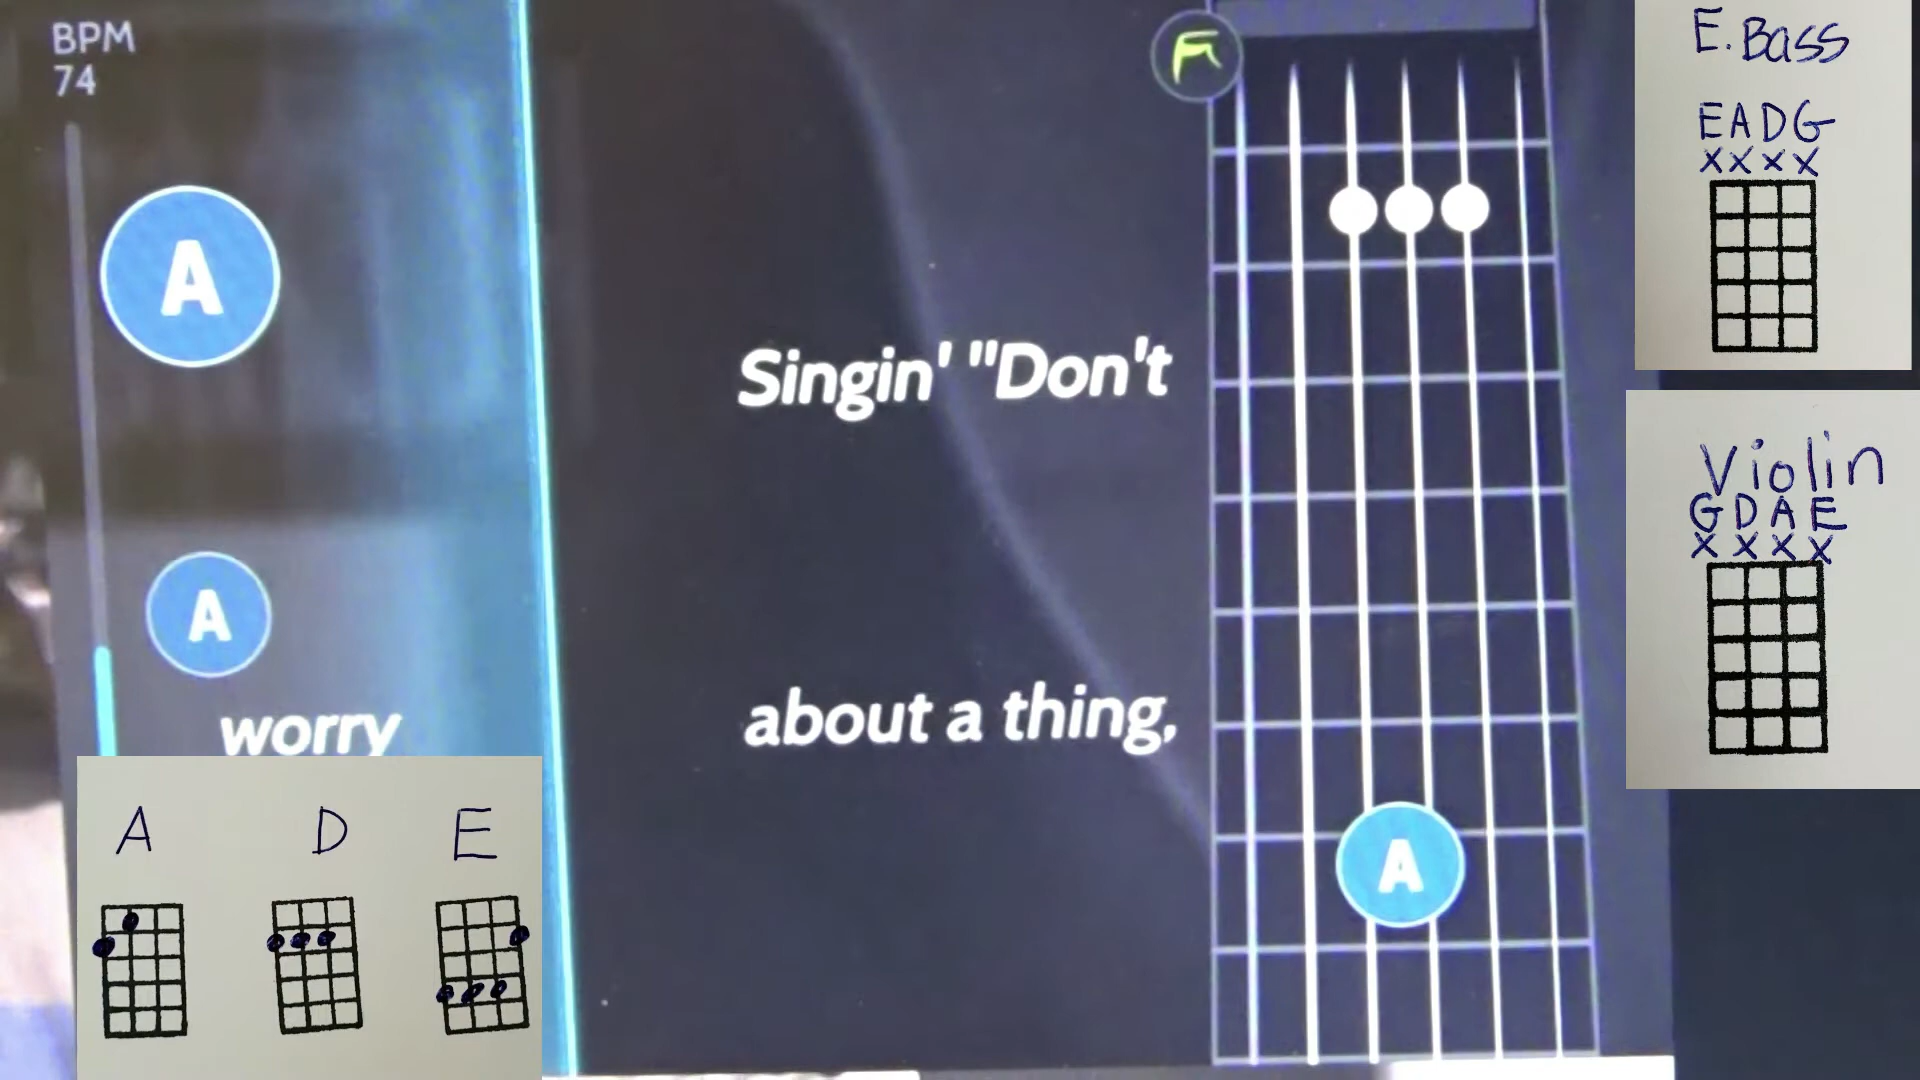 BPM
74
A
A
worry
Singin' "Don't
about a thing,
A
E. Bass
EADG
XXXX
Violin
GDAE
XXXX
A D E